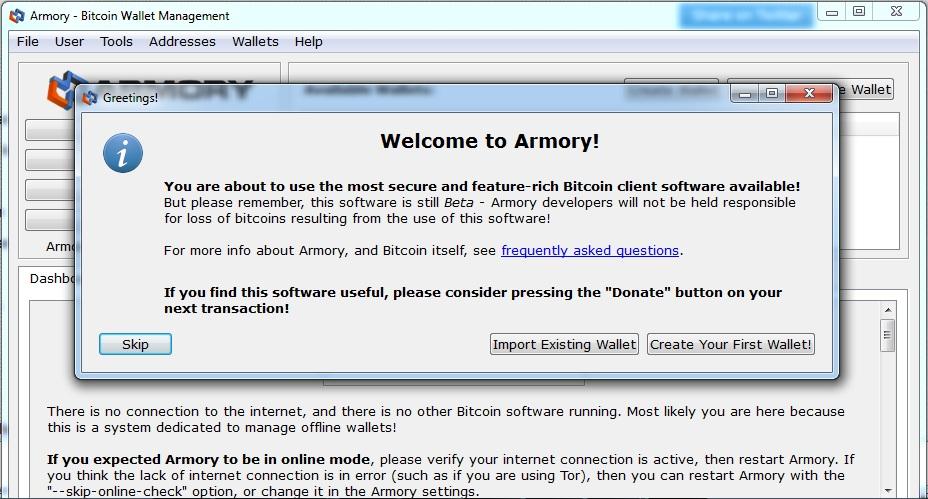 Armory - Bitcoin Wallet Management
Share on Twitter
File User Tools Addresses Wallets Help
ARMORY
Available Wallets:
Create Wallet
Wallet
Greetings!
Welcome to Armory!
You are about to use the most secure and feature-rich Bitcoin client software available!
But please remember, this software is still Beta - Armory developers will not be held responsible
for loss of bitcoins resulting from the use of this software!
For more info about Armory, and Bitcoin itself, see frequently asked questions.
If you find this software useful, please consider pressing the "Donate" button on your
next transaction!
Skip
Import Existing Wallet
Create Your First Wallet!
There is no connection to the internet, and there is no other Bitcoin software running. Most likely you are here because
this is a system dedicated to manage offline wallets!
If you expected Armory to be in online mode, please verify your internet connection is active, then restart Armory. If
you think the lack of internet connection is in error (such as if you are using Tor), then you can restart Armory with the
"--skip-online-check" option, or change it in the Armory settings.